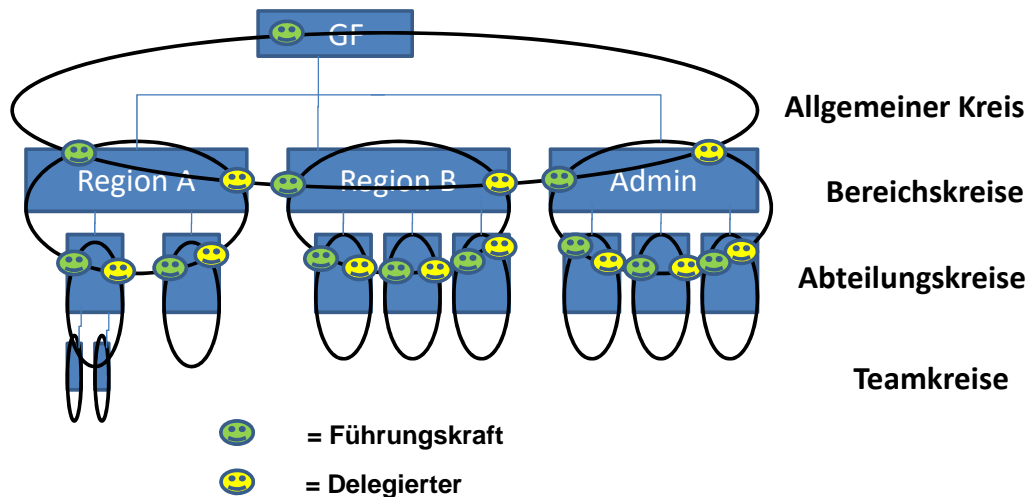 GF
Allgemeiner Kreis
Region A
Region B
Admin
Bereichskreise
Abteilungskreise
Teamkreise
= Führungskraft
= Delegierter